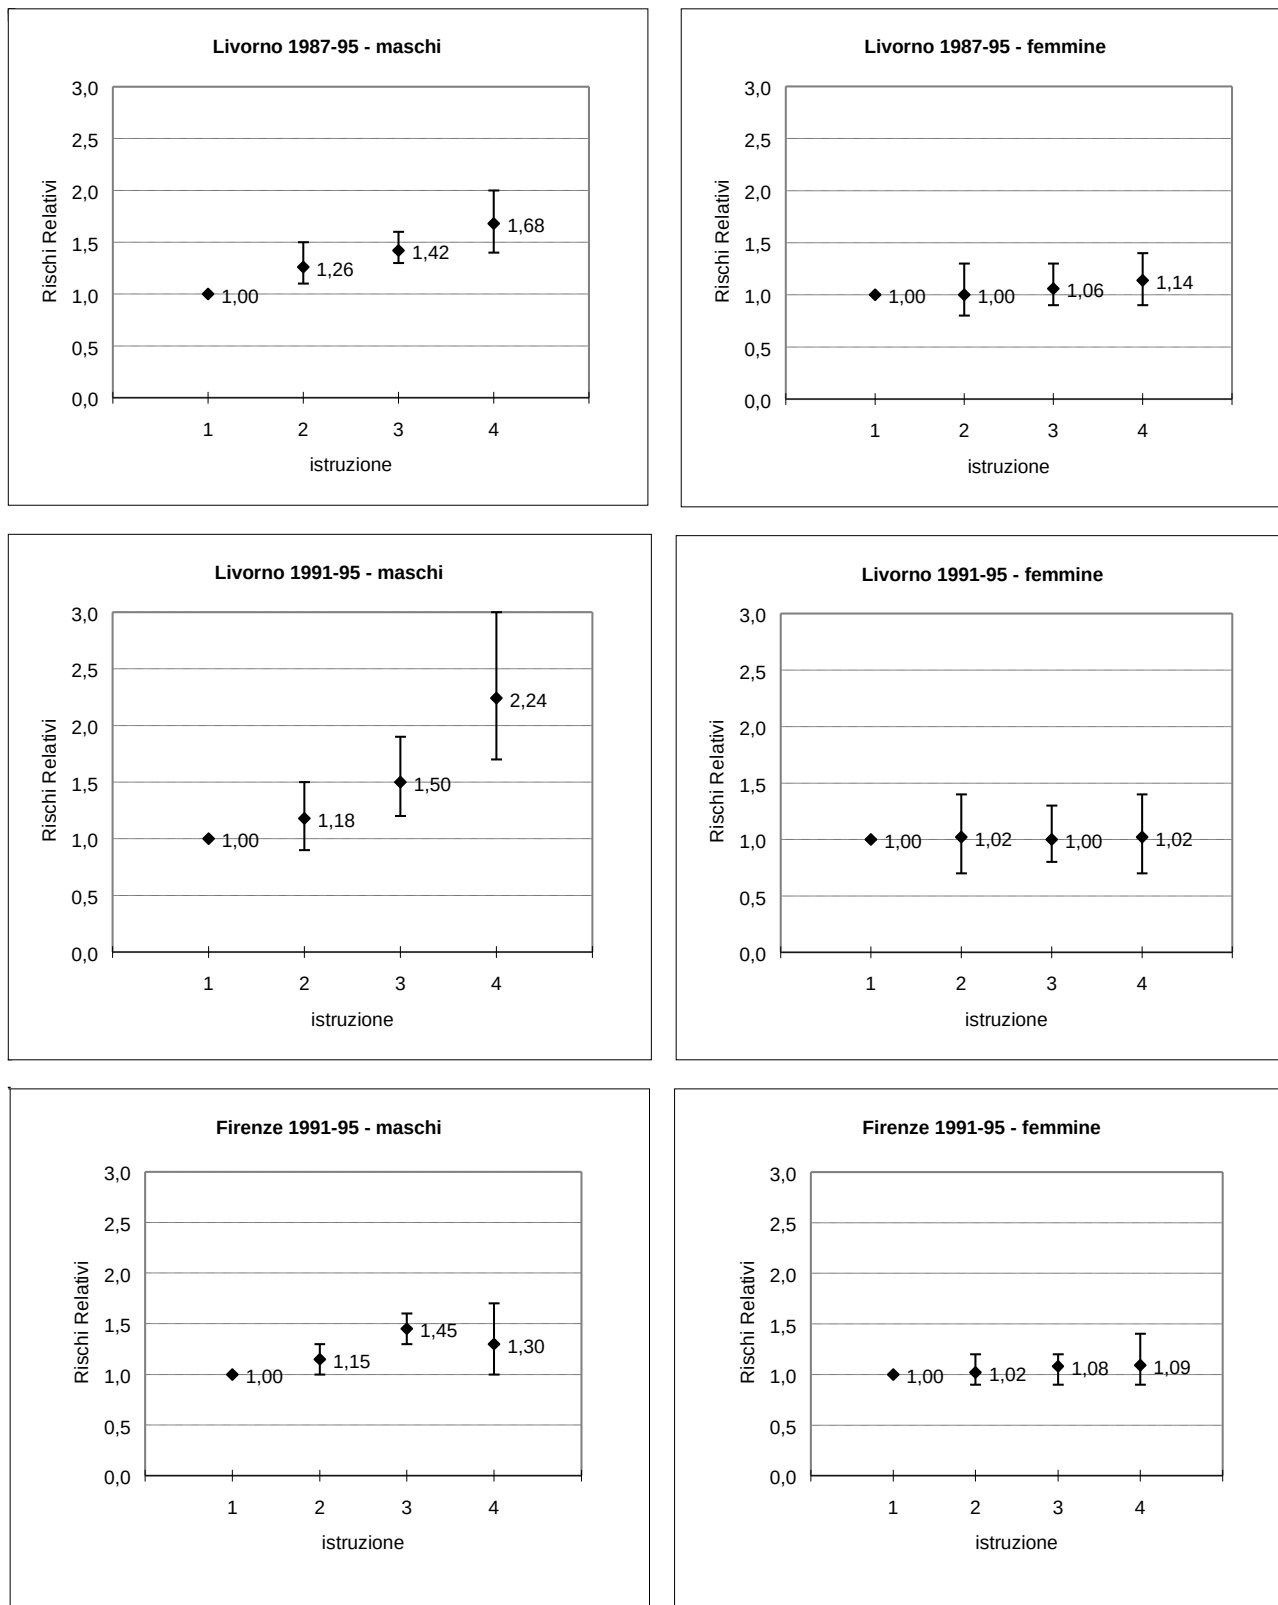 Livorno 1987-95 - maschi
3,0
2,5
2,0
1,5
1,0
0,5
0,0
Rischi Relativi
1,00
1,26
1,42
1,68
1 2 3 4
istruzione
Livorno 1987-95 - femmine
3,0
2,5
2,0
1,5
1,0
0,5
0,0
Rischi Relativi
1,00
1,00
1,06
1,14
1 2 3 4
istruzione
Livorno 1991-95 - maschi
3,0
2,5
2,0
1,5
1,0
0,5
0,0
Rischi Relativi
1,00
1,18
1,50
2,24
1 2 3 4
istruzione
Livorno 1991-95 - femmine
3,0
2,5
2,0
1,5
1,0
0,5
0,0
Rischi Relativi
1,00
1,02
1,00
1,02
1 2 3 4
istruzione
Firenze 1991-95 - maschi
3,0
2,5
2,0
1,5
1,0
0,5
0,0
Rischi Relativi
1,00
1,15
1,45
1,30
1 2 3 4
istruzione
Firenze 1991-95 - femmine
3,0
2,5
2,0
1,5
1,0
0,5
0,0
Rischi Relativi
1,00
1,02
1,08
1,09
1 2 3 4
istruzione